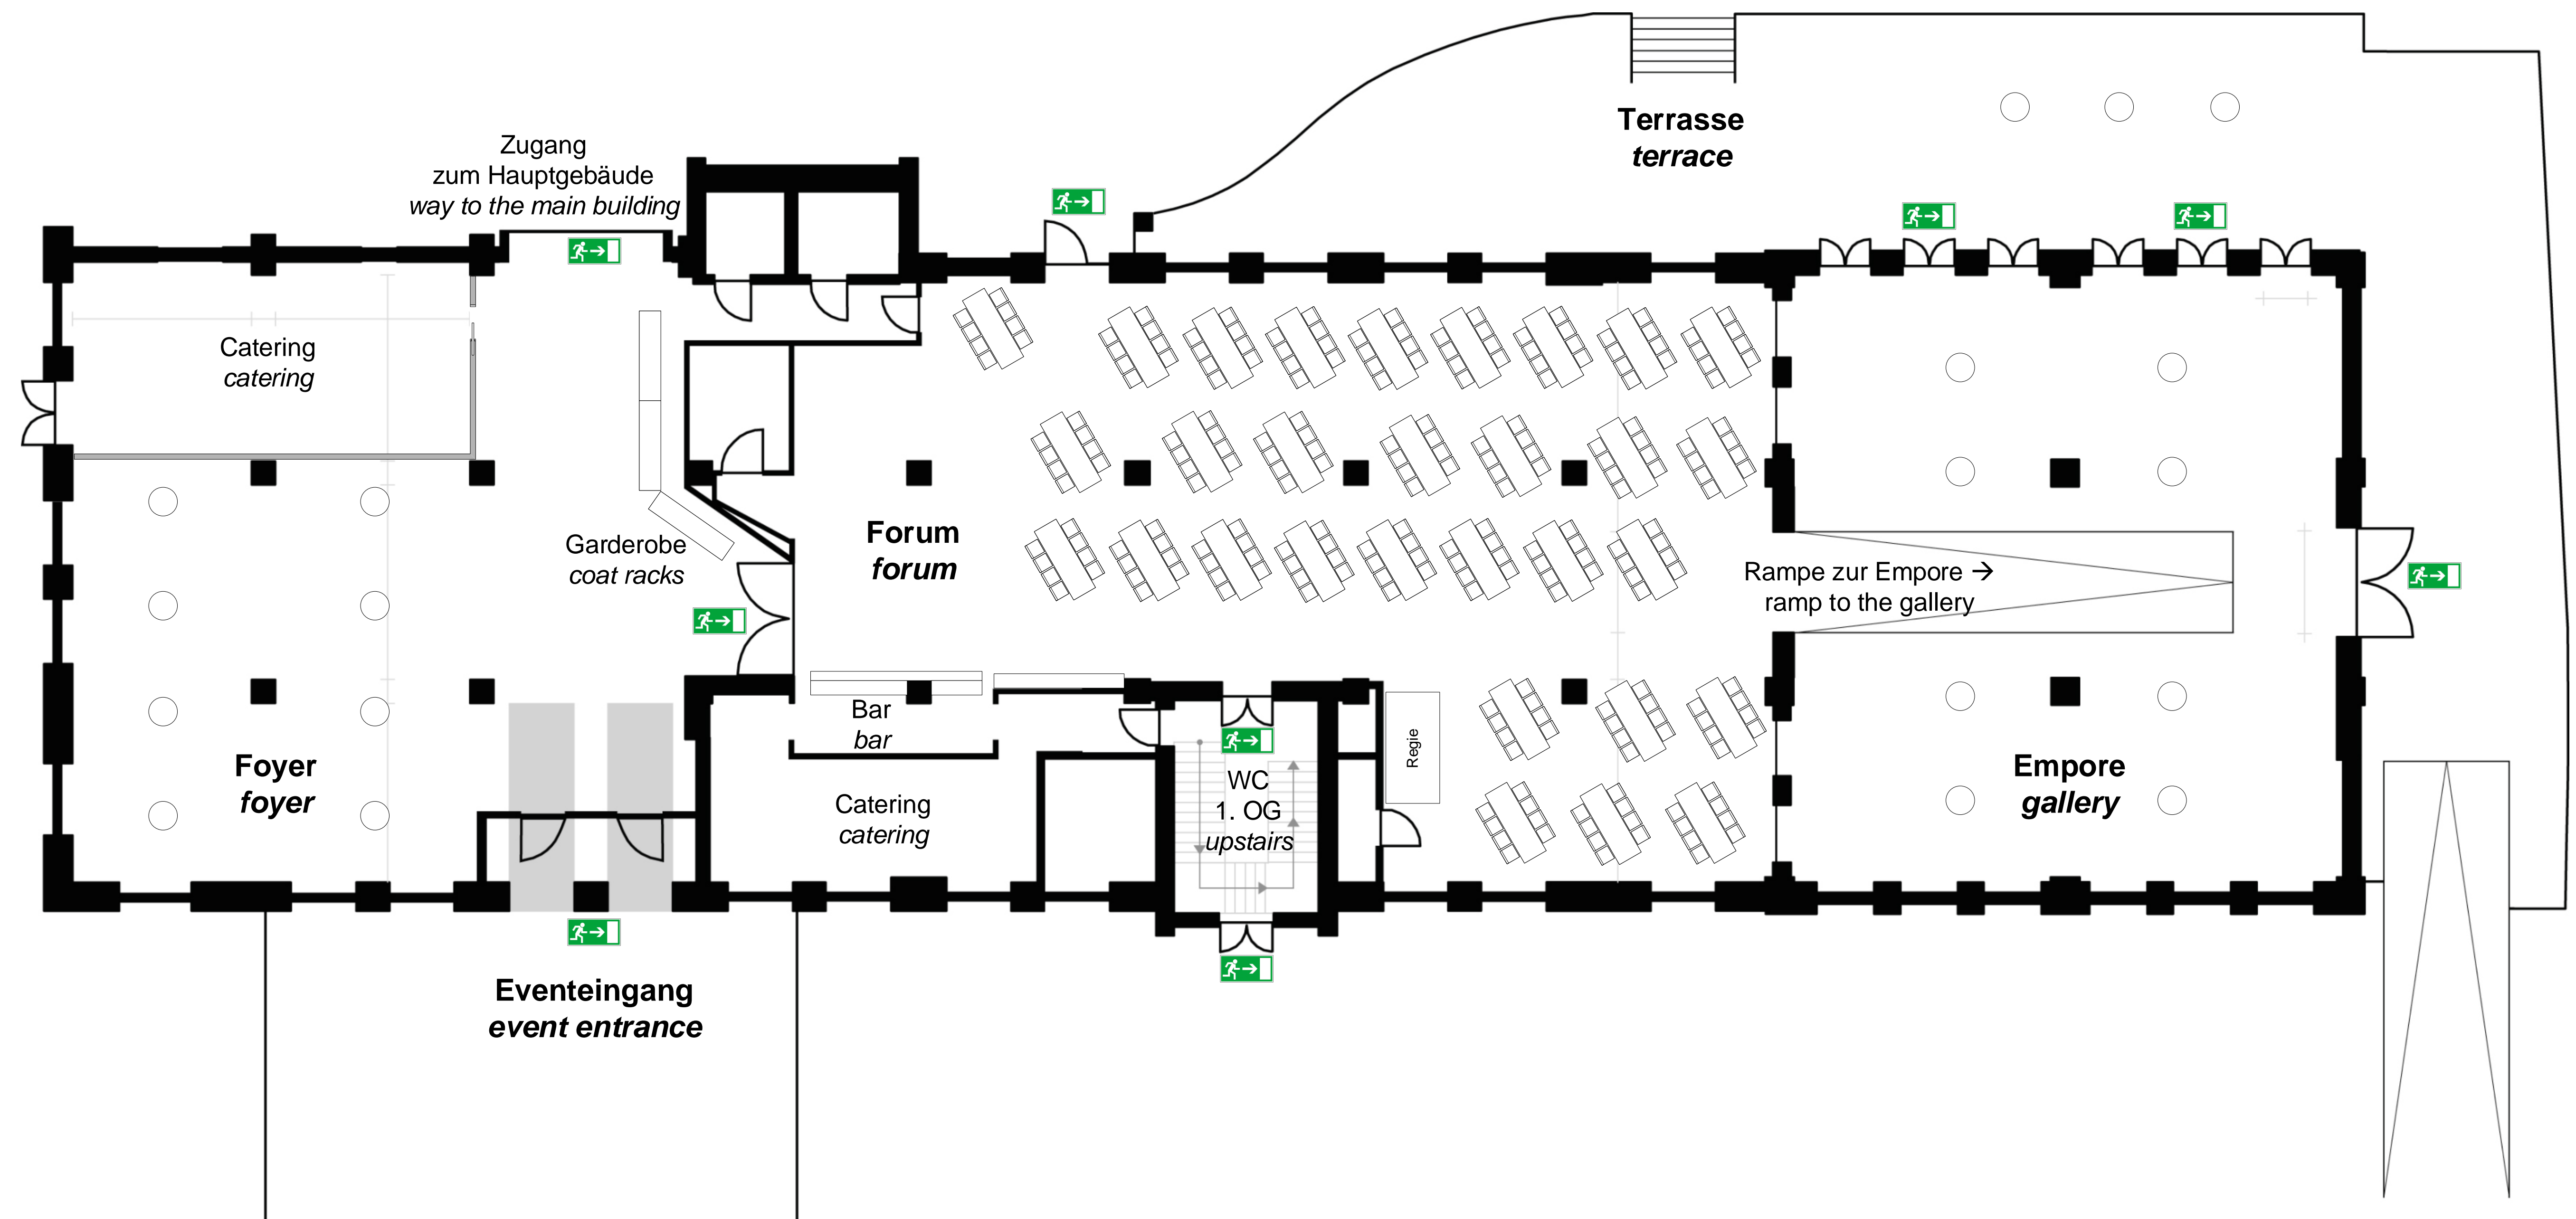 Terrasse
terrace
Zugang
zum Hauptgebäude
way to the main building
Catering
catering
Garderobe
coat racks
Forum
forum
Rampe zur Empore →
ramp to the gallery
Foyer
foyer
Bar
bar
Catering
catering
WC
1. OG
upstairs
Regie
Empore
gallery
Eventeingang
event entrance